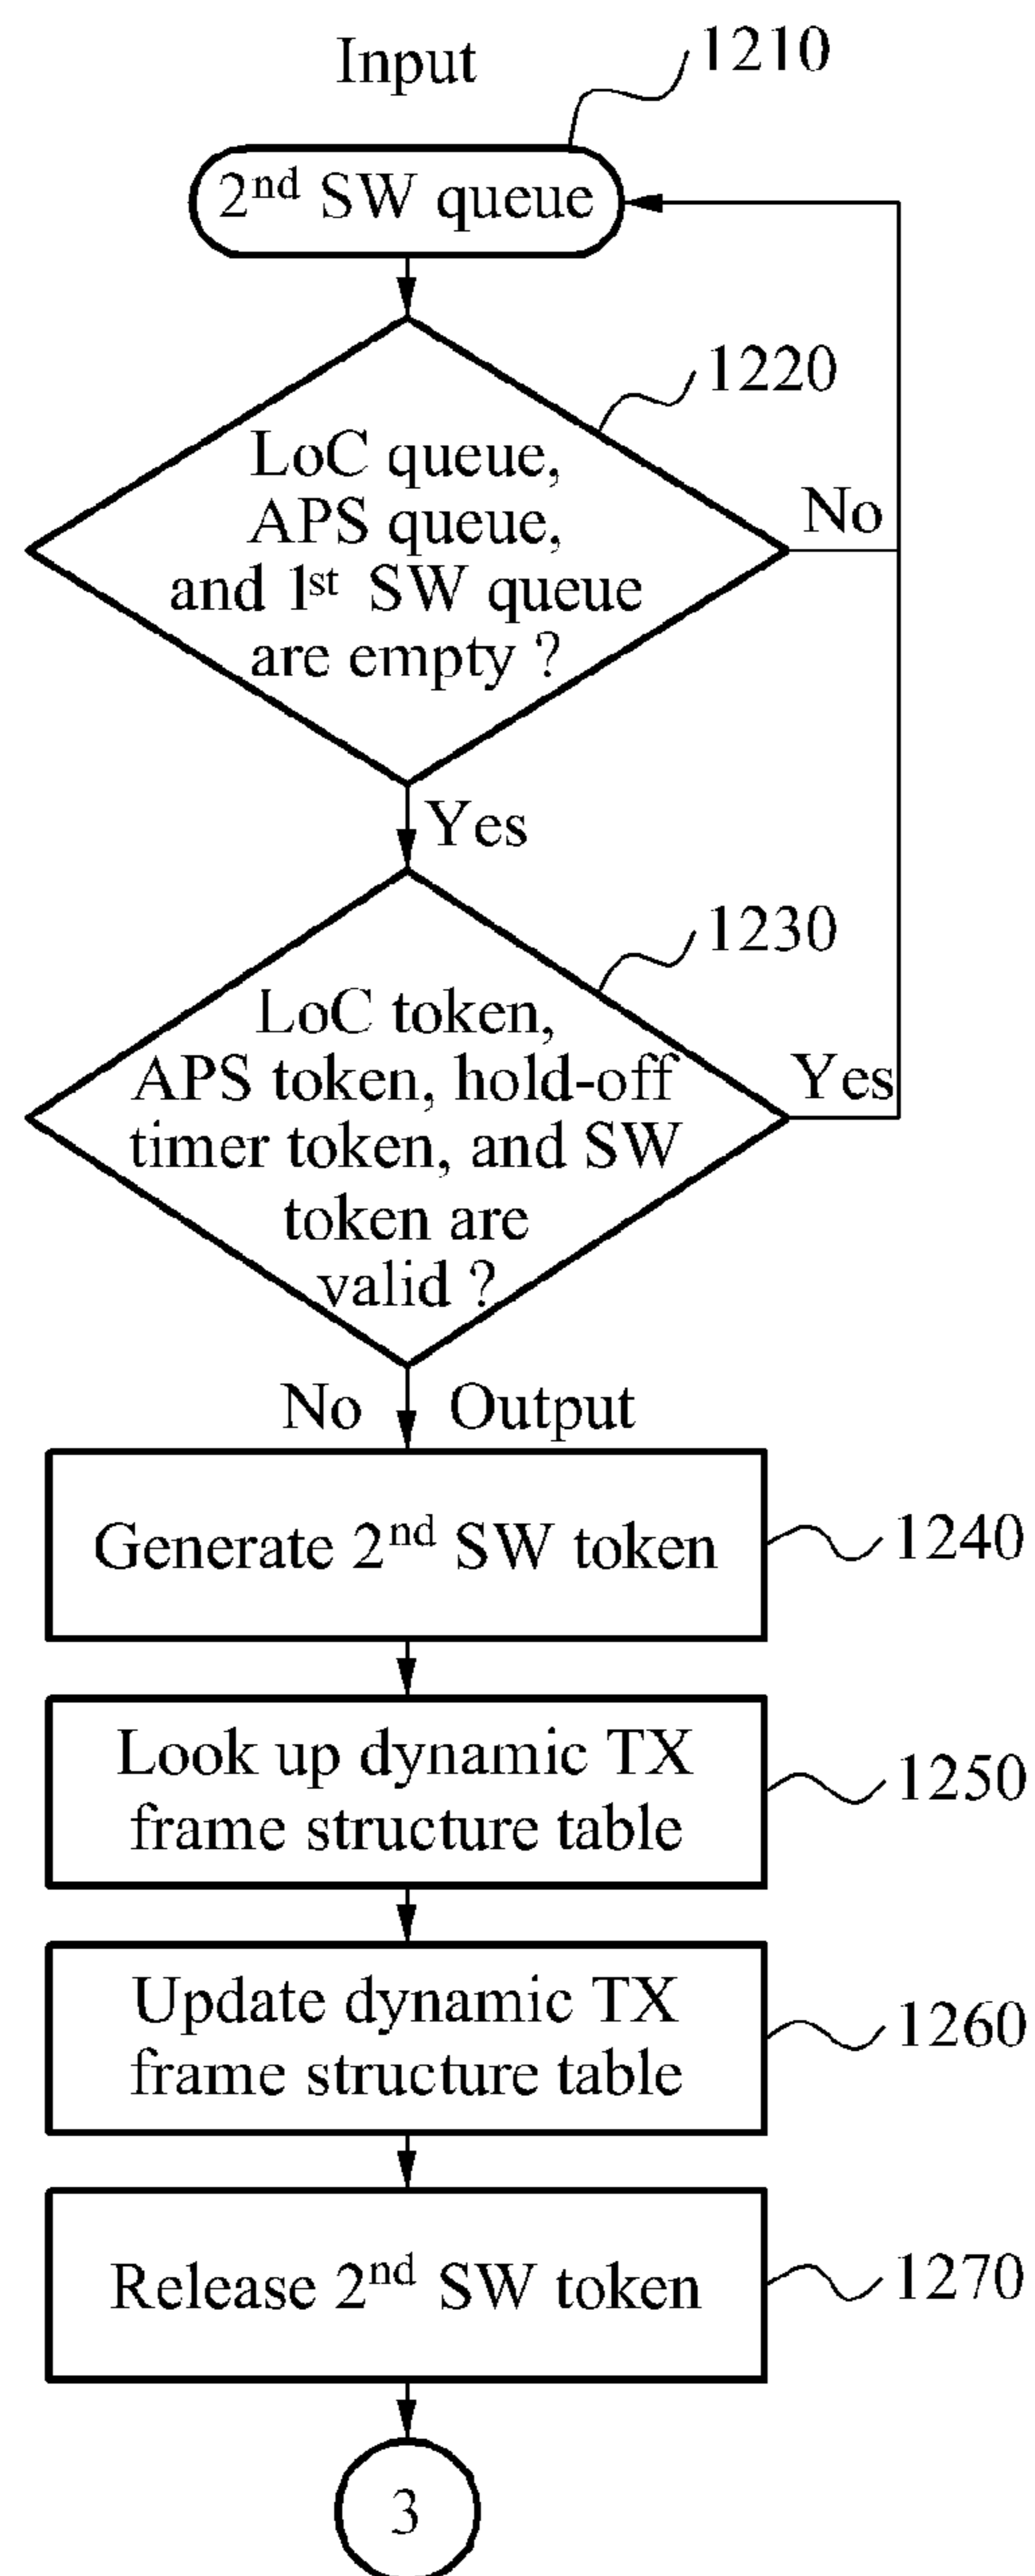 Input
1210
2nd SW queue
1220
LoC queue,
APS queue,
and 1st SW queue
are empty ?
No
Yes
1230
LoC token,
APS token, hold-off
timer token, and SW
token are
valid ?
Yes
No
Output
Generate 2nd SW token
1240
Look up dynamic TX
frame structure table
1250
Update dynamic TX
frame structure table
1260
Release 2nd SW token
1270
3